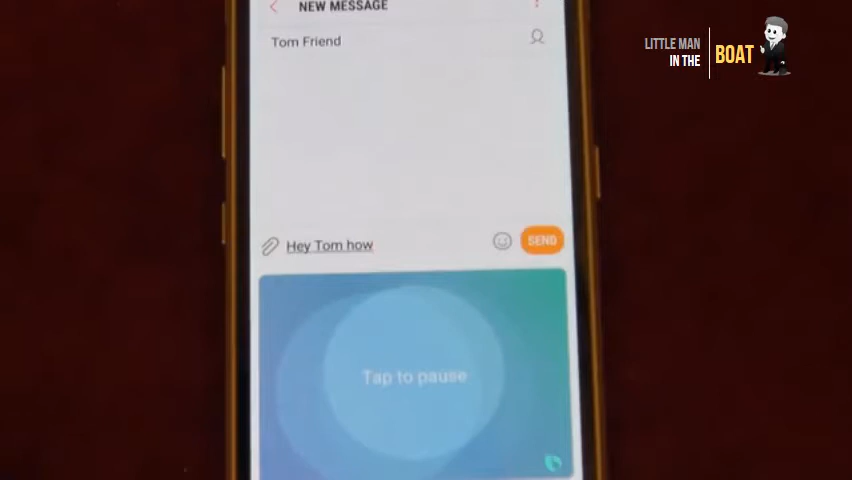 NEW MESSAGE
Tom Friend
Hey Tom how
SEND
Tap to pause
LITTLE MAN
IN THE
BOAT